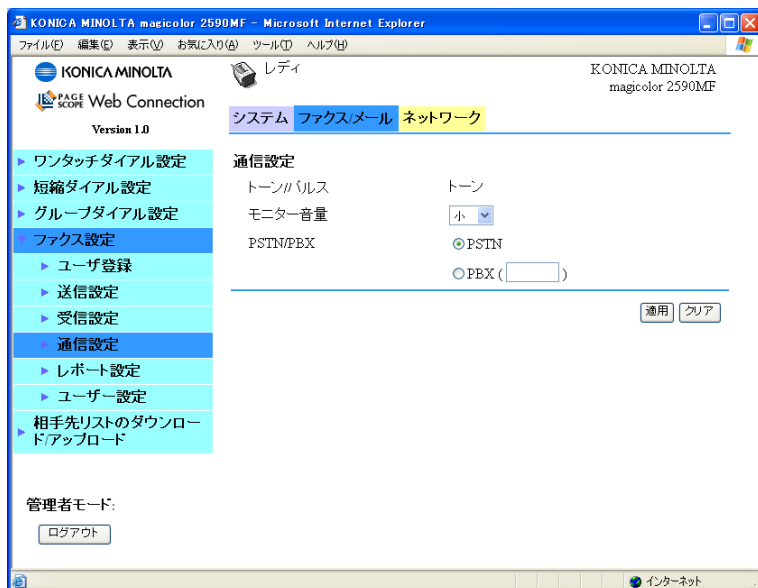 KONICA MINOLTA magicolor 2590MF - Microsoft Internet Explorer
ファイル(F) 編集(E) 表示(V) お気に入り(A) ツール(T) ヘルプ(H)
KONICA MINOLTA
PAGE SCOPE Web Connection
Version 1.0
レディ
KONICA MINOLTA
magicolor 2590MF
システム ファクス/メール ネットワーク
ワンタッチダイアル設定
短縮ダイアル設定
グループダイアル設定
ファクス設定
ユーザ登録
送信設定
受信設定
通信設定
レポート設定
ユーザー設定
相手先リストのダウンロー
ド/アップロード
管理者モード:
ログアウト
通信設定
トーン/パルス トーン
モニター音量 小
PSTN/PBX PSTN
PBX ( )
適用 クリア
インターネット